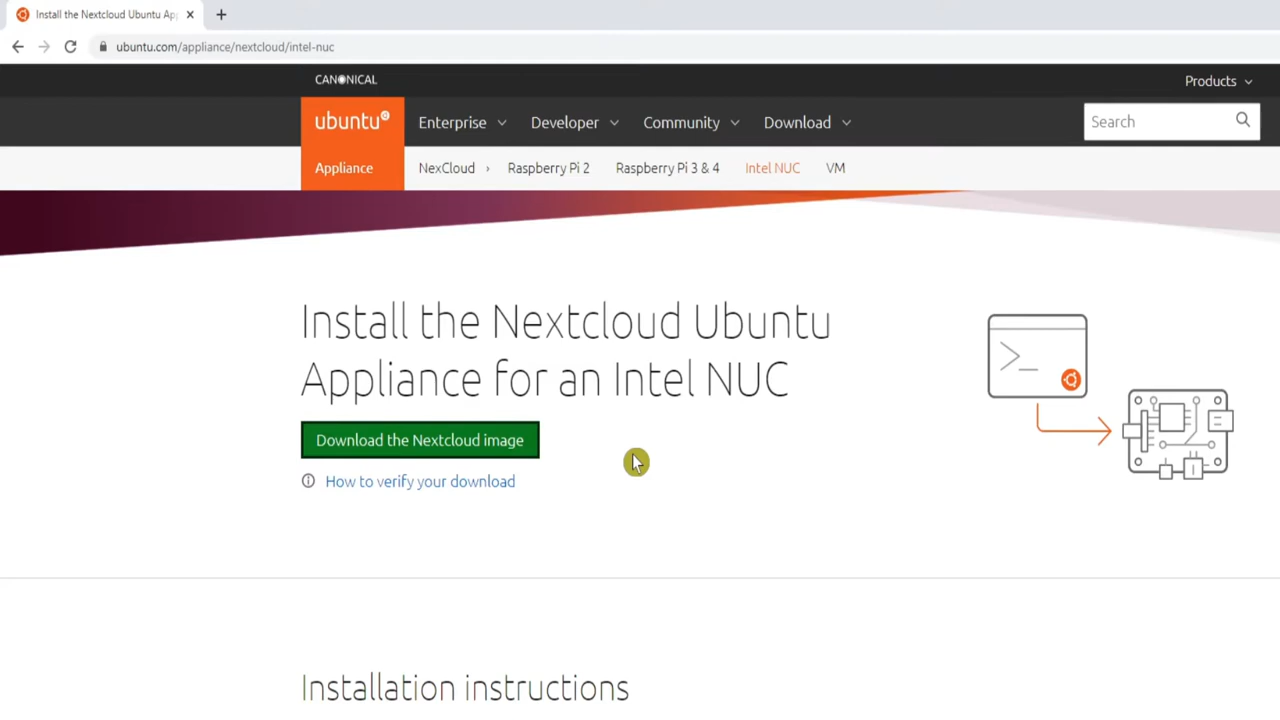 Install the Nextcloud Ubuntu Ap
ubuntu.com/appliance/nextcloud/intel-nuc
CANONICAL
Products
ubuntu
Enterprise
Developer
Community
Download
Search
Appliance
NexCloud
Raspberry Pi 2
Raspberry Pi 3 & 4
Intel NUC
VM
Install the Nextcloud Ubuntu
Appliance for an Intel NUC
Download the Nextcloud image
How to verify your download
Installation instructions